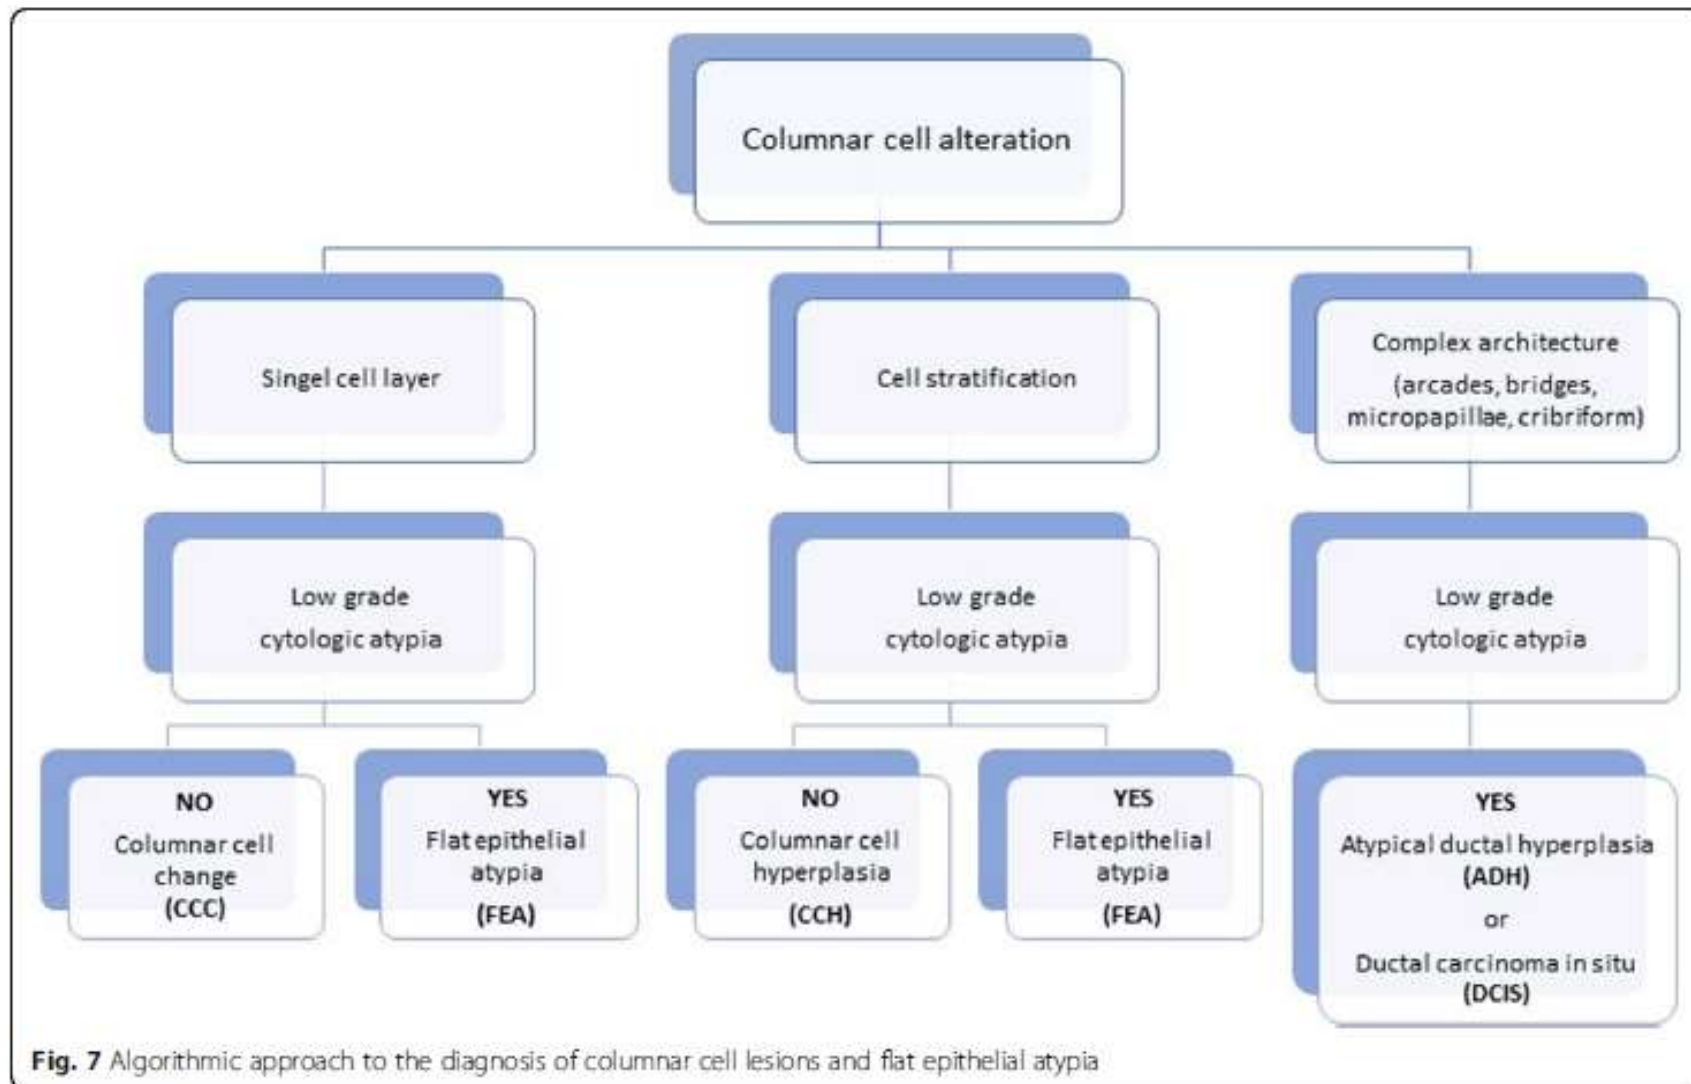 Columnar cell alteration
Singel cell layer
Cell stratification
Complex architecture
(arcades, bridges,
micropapillae, cribriform)
Low grade
cytologic atypia
Low grade
cytologic atypia
Low grade
cytologic atypia
NO
Columnar cell
change
(CCC)
YES
Flat epithelial
atypia
(FEA)
NO
Columnar cell
hyperplasia
(CCH)
YES
Flat epithelial
atypia
(FEA)
YES
Atypical ductal hyperplasia
(ADH)
or
Ductal carcinoma in situ
(DCIS)
Fig. 7 Algorithmic approach to the diagnosis of columnar cell lesions and flat epithelial atypia